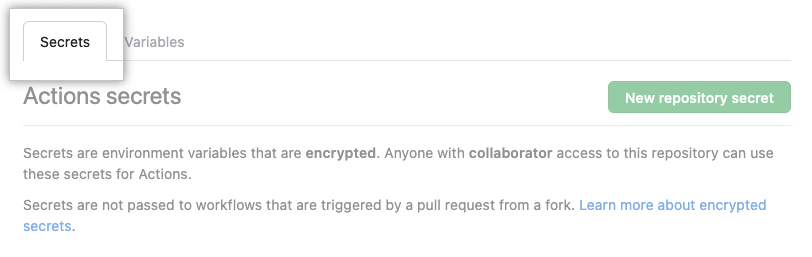 Secrets Variables
Actions secrets New repository secret
Secrets are environment variables that are encrypted. Anyone with collaborator access to this repository can use
these secrets for Actions.
Secrets are not passed to workflows that are triggered by a pull request from a fork. Learn more about encrypted
secrets.